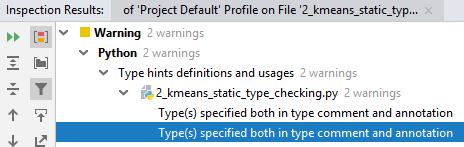 Inspection Results: of 'Project Default' Profile on File '2_kmeans_static_typ...
Warning 2 warnings
Python 2 warnings
Type hints definitions and usages 2 warnings
2_kmeans_static_type_checking.py 2 warnings
Type(s) specified both in type comment and annotation
Type(s) specified both in type comment and annotation